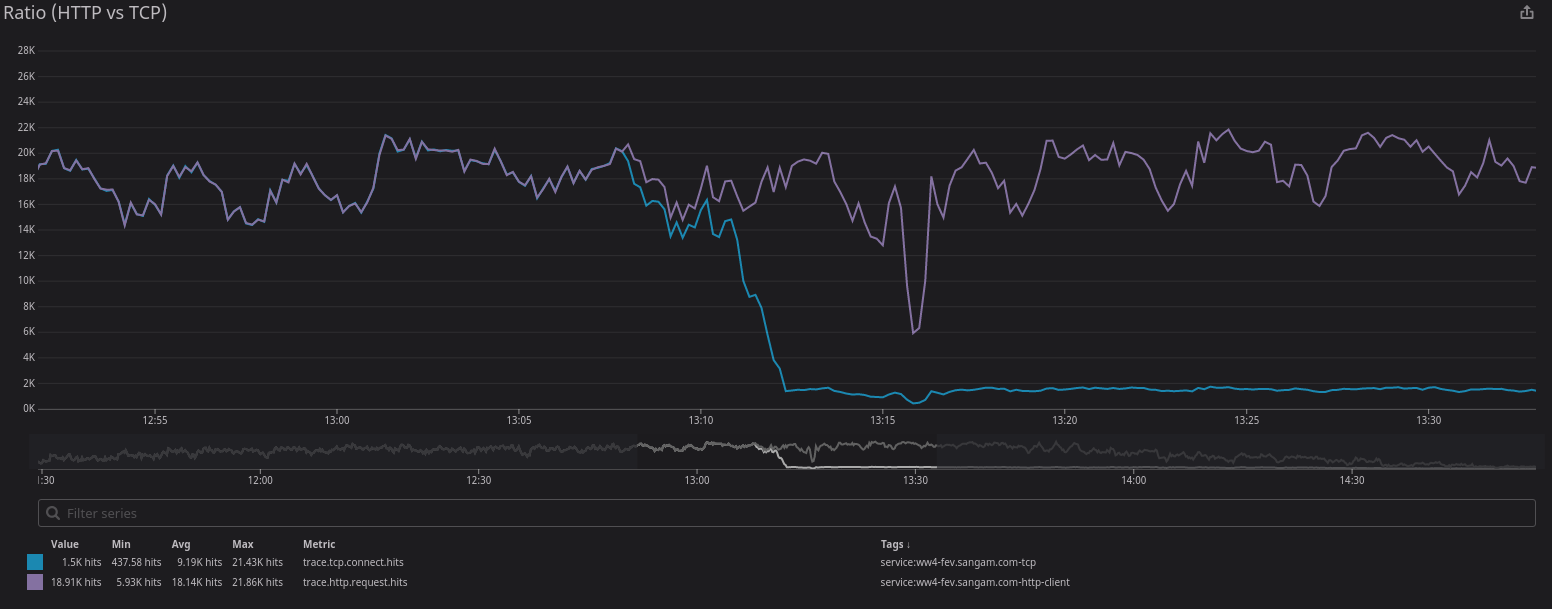 Ratio (HTTP vs TCP)
28K
26K
24K
22K
20K
18K
16K
14K
12K
10K
8K
6K
4K
2K
0K
12:55 13:00 13:05 13:10 13:15 13:20 13:25 13:30
:30 12:00 12:30 13:00 13:30 14:00 14:30
Filter series
Value Min Avg Max Metric Tags ↓
1.5K hits 437.58 hits 9.19K hits 21.43K hits trace.tcp.connect.hits service:ww4-fev.sangam.com-tcp
18.91K hits 5.93K hits 18.14K hits 21.86K hits trace.http.request.hits service:ww4-fev.sangam.com-http-client